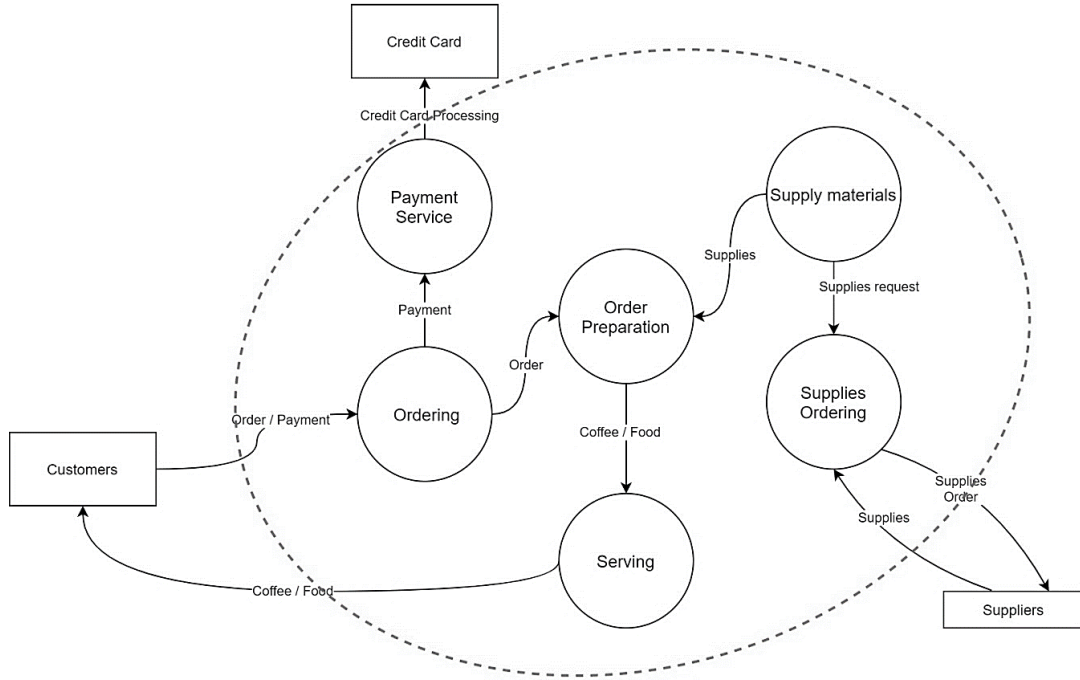 Credit Card
Credit Card Processing
Payment
Service
Supply materials
Supplies
Supplies request
Order
Preparation
Payment
Order
Supplies
Ordering
Ordering
Order / Payment
Coffee / Food
Customers
Supplies
Order
Supplies
Serving
Coffee / Food
Suppliers